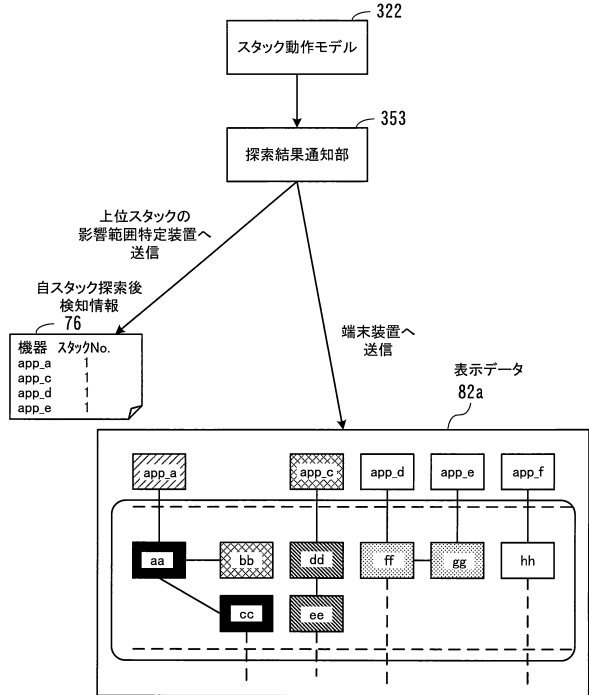 322
スタック動作モデル
353
探索結果通知部
上位スタックの
影響範囲特定装置へ
送信
自スタック探索後
検知情報
76
機器 スタックNo.
app_a 1
app_c 1
app_d 1
app_e 1
端末装置へ
送信
表示データ
82a
app_a app_c app_d app_e app_f
aa bb dd ff gg hh
cc ee